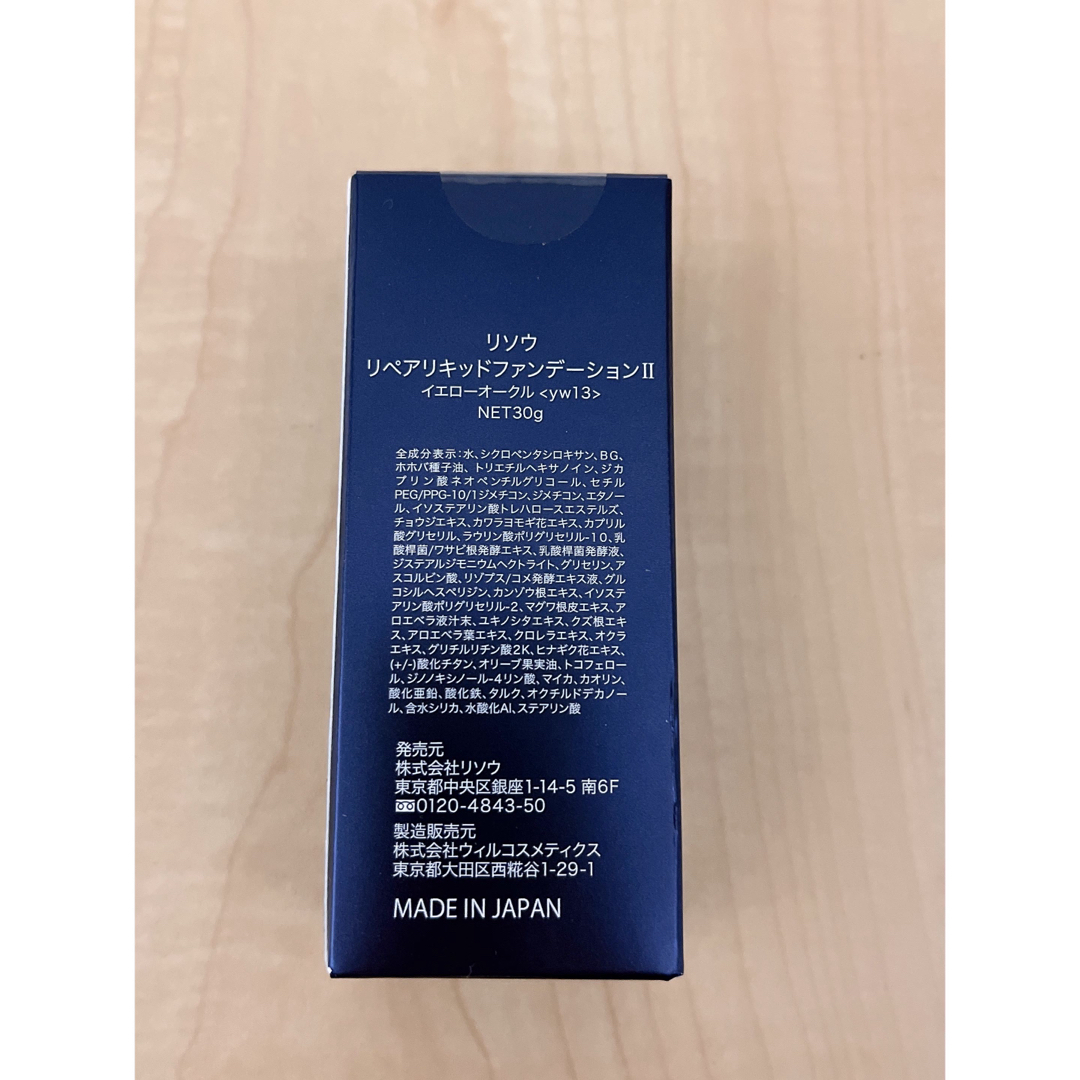 リソウ
リペアリキッドファンデーションⅡ
イエローオークル <yw13>
NET30g
全成分表示：水、シクロペンタシロキサン、BG、
ホホバ種子油、トリエチルヘキサノイン、ジカ
プリン酸ネオペンチルグリコール、セチル
PEG/PPG-10/1ジメチコン、ジメチコン、エタノー
ル、イソステアリン酸トレハロースエステルズ、
チョウジエキス、カワラヨモギ花エキス、カプリル
酸グリセリル、ラウリン酸ポリグリセリル-10、乳
酸桿菌/ワサビ根発酵エキス、乳酸桿菌発酵液、
ジステアルジモニウムヘクトライト、グリセリン、ア
スコルビン酸、リゾプス/コメ発酵エキス液、グル
コシルヘスペリジン、カンゾウ根エキス、イソステ
アリン酸ポリグリセリル-2、マグワ根皮エキス、ア
ロエベラ液汁末、ユキノシタエキス、クズ根エキ
ス、アロエベラ葉エキス、クロレラエキス、オクラ
エキス、グリチルリチン酸2K、ヒナギク花エキス、
(+/-)酸化チタン、オリーブ果実油、トコフェロー
ル、ジノノキシノール-4リン酸、マイカ、カオリン、
酸化亜鉛、酸化鉄、タルク、オクチルドデカノー
ル、含水シリカ、水酸化Al、ステアリン酸
発売元
株式会社リソウ
東京都中央区銀座1-14-5 南6F
0120-4843-50
製造販売元
株式会社ウィルコスメティクス
東京都大田区西糀谷1-29-1
MADE IN JAPAN